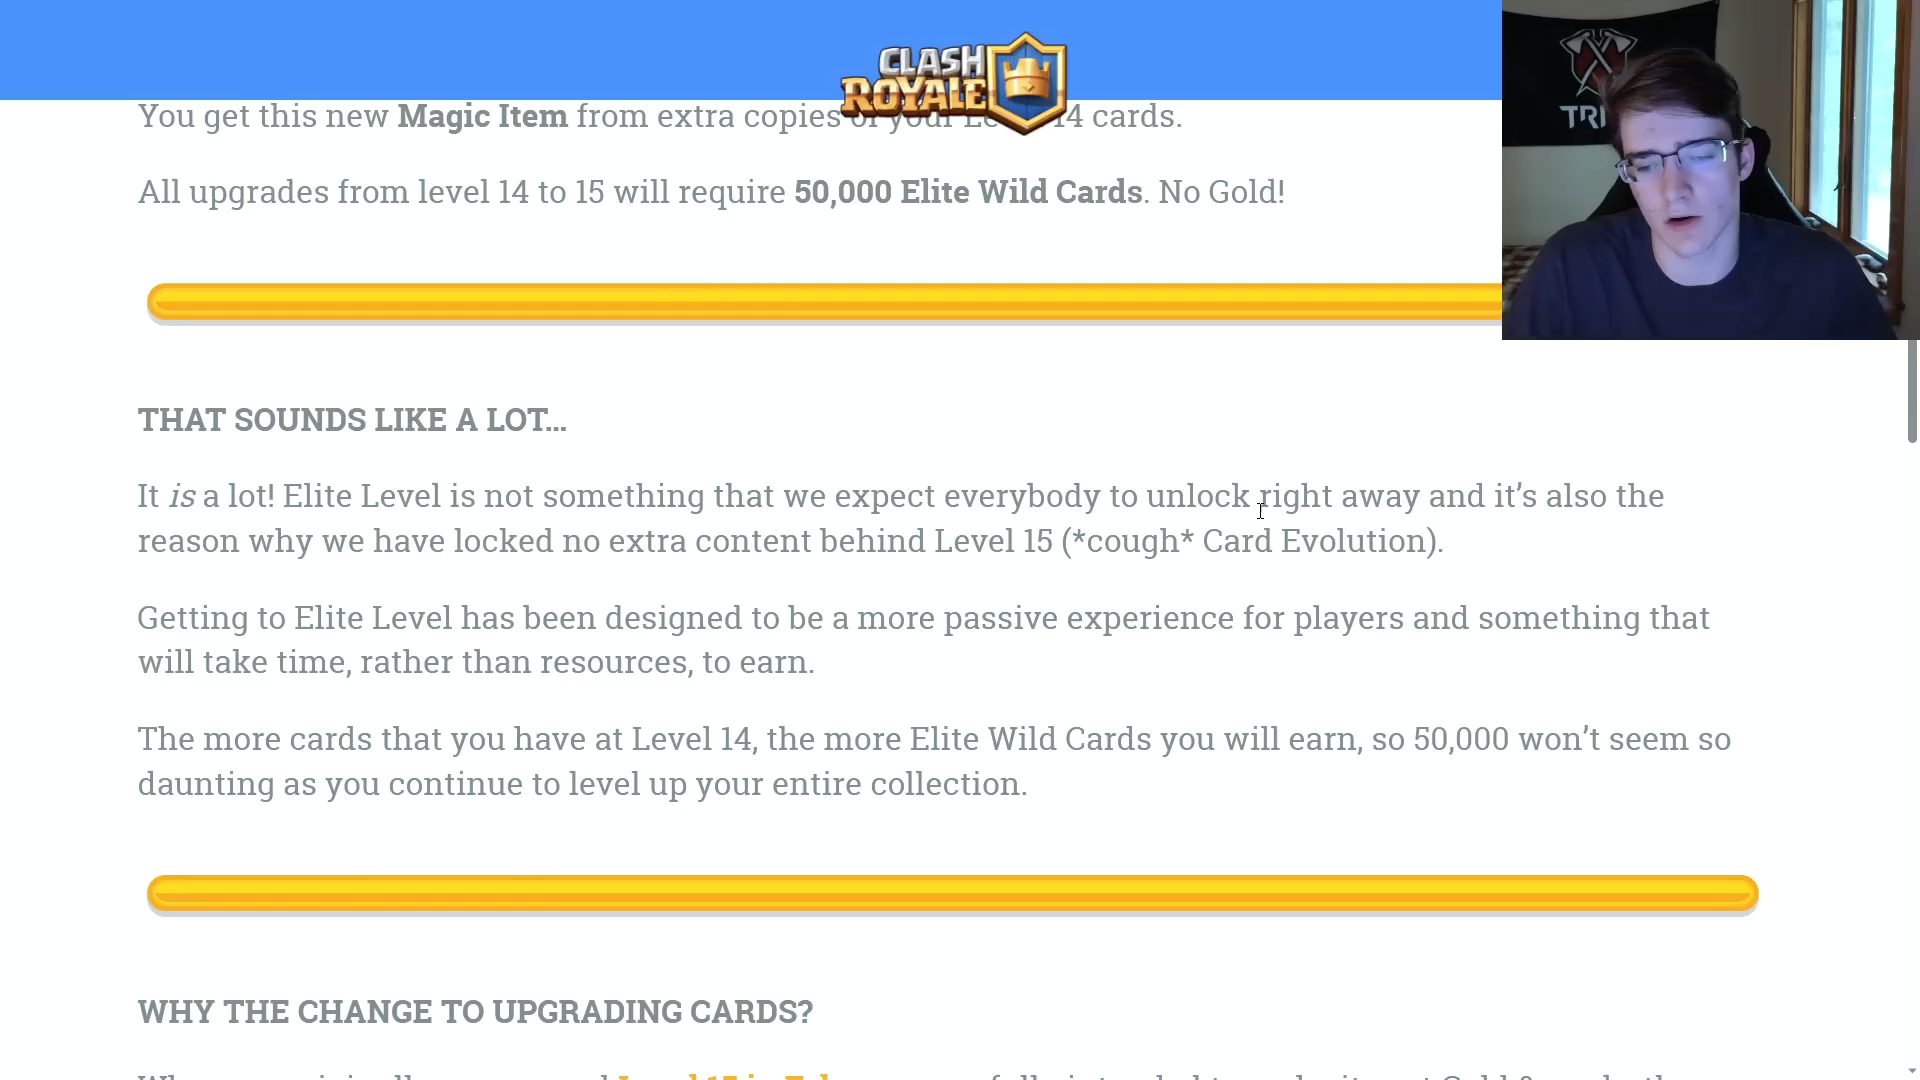 CLASH
ROYALE
You get this new Magic Item from extra copies of your Level 14 cards.
TRI
All upgrades from level 14 to 15 will require 50,000 Elite Wild Cards. No Gold!
THAT SOUNDS LIKE A LOT...
It is a lot! Elite Level is not something that we expect everybody to unlock right away and it’s also the
reason why we have locked no extra content behind Level 15 (*cough* Card Evolution).
Getting to Elite Level has been designed to be a more passive experience for players and something that
will take time, rather than resources, to earn.
The more cards that you have at Level 14, the more Elite Wild Cards you will earn, so 50,000 won’t seem so
daunting as you continue to level up your entire collection.
WHY THE CHANGE TO UPGRADING CARDS?